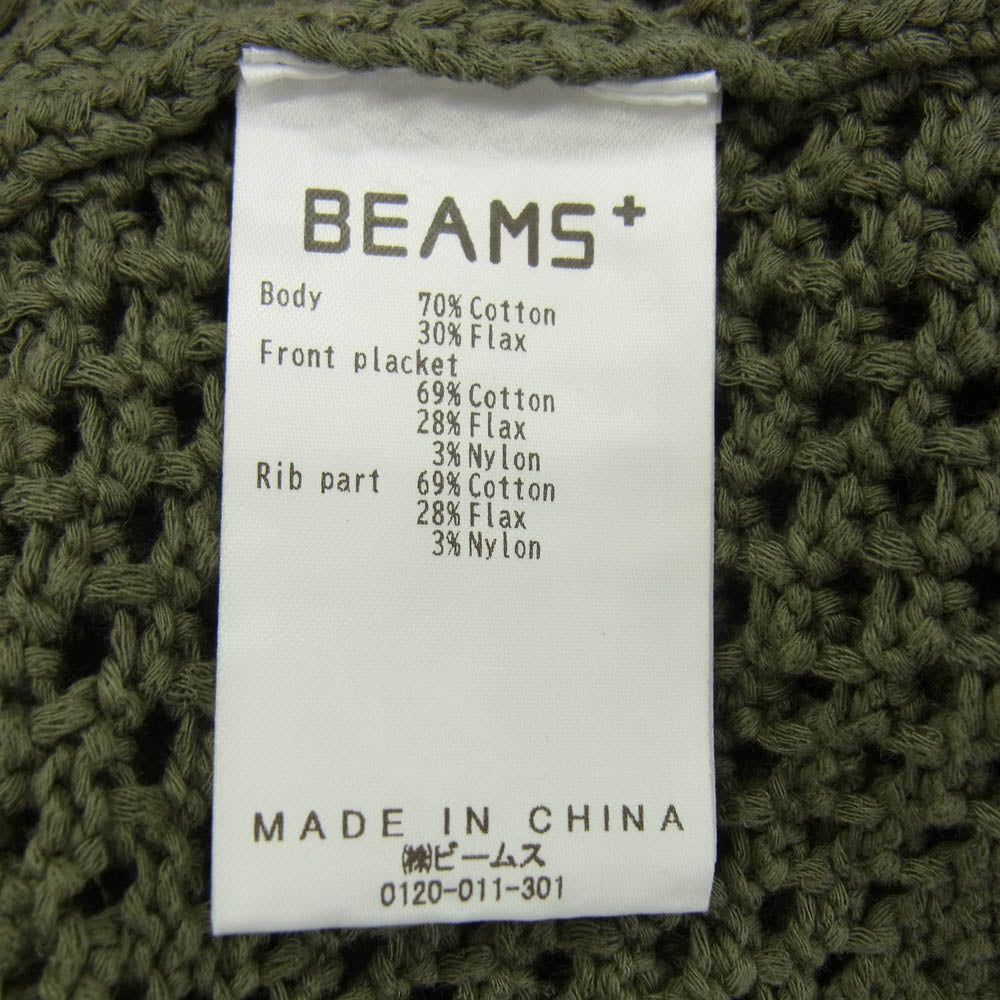 BEAMS+
Body 70% Cotton
30% Flax
Front placket
69% Cotton
28% Flax
3% Nylon
Rib part 69% Cotton
28% Flax
3% Nylon
MADE IN CHINA
㈱ビームス
0120-011-301